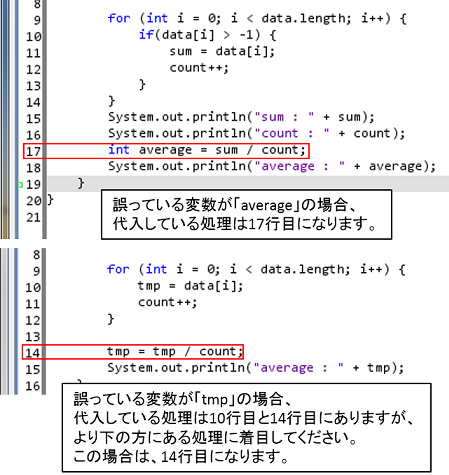 8
9 for (int i = 0; i < data.length; i++) {
10 if(data[i] > -1) {
11 sum = data[i];
12 count++;
13 }
14 }
15 System.out.println("sum : " + sum);
16 System.out.println("count : " + count);
17 int average = sum / count;
18 System.out.println("average : " + average);
19 }
20 }
21
誤っている変数が「average」の場合、
代入している処理は17行目になります。
8
9 for (int i = 0; i < data.length; i++) {
10 tmp = data[i];
11 count++;
12 }
13
14 tmp = tmp / count;
15 System.out.println("average : " + tmp);
16
誤っている変数が「tmp」の場合、
代入している処理は10行目と14行目にありますが、
より下の方にある処理に着目してください。
この場合は、14行目になります。